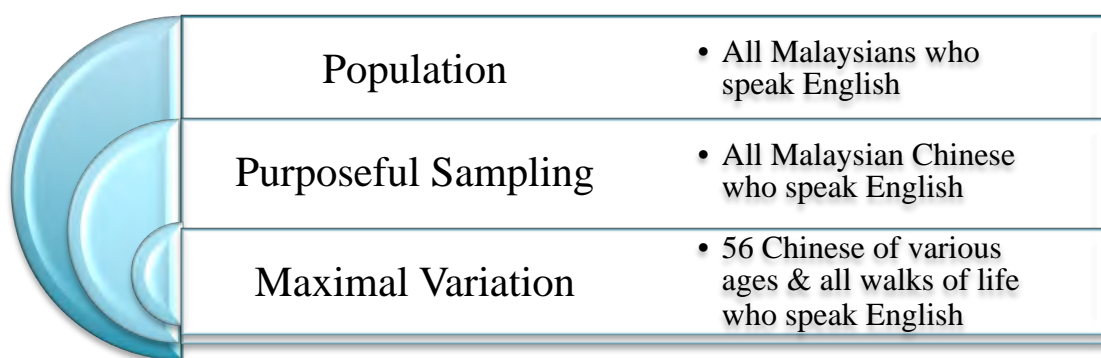 Population
• All Malaysians who
speak English
Purposeful Sampling
• All Malaysian Chinese
who speak English
Maximal Variation
• 56 Chinese of various
ages & all walks of life
who speak English